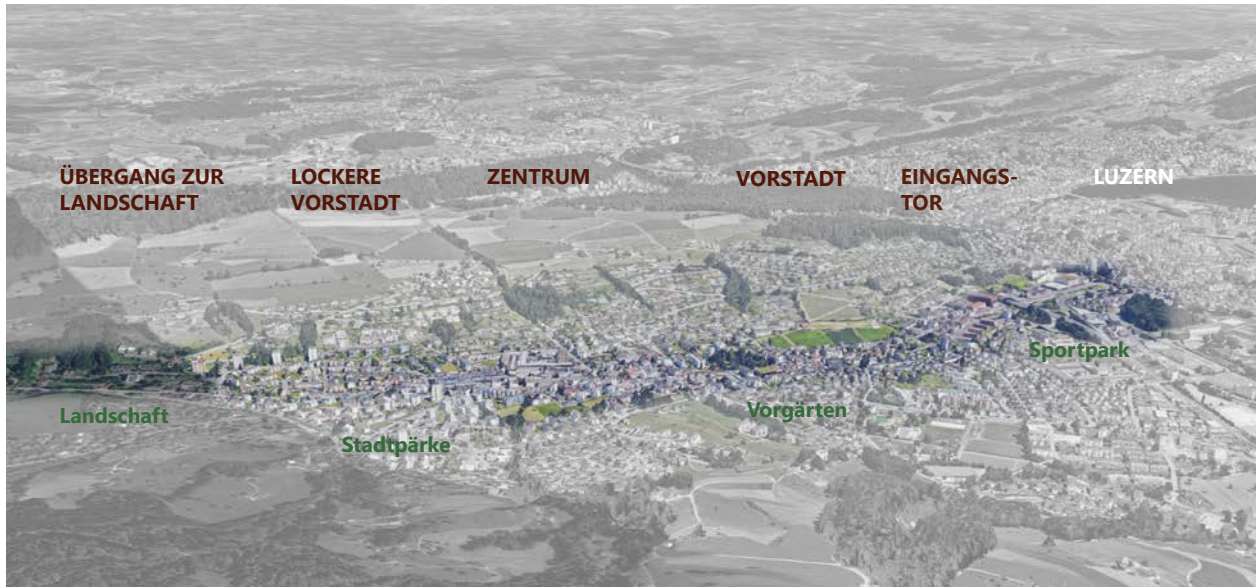 ÜBERGANG ZUR
LANDSCHAFT
LOCKERE
VORSTADT
ZENTRUM
VORSTADT
EINGANGS-
TOR
LUZERN
Sportpark
Landschaft
Vorgärten
Stadtpärke